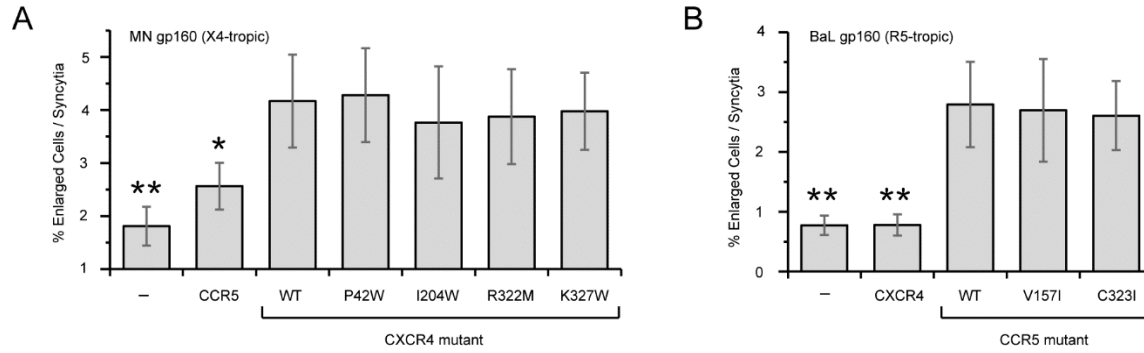 A
MN gp160 (X4-tropic)
% Enlarged Cells / Syncytia
5
4
3
2
1
**
*
–
CCR5
WT
P42W
I204W
R322M
K327W
CXCR4 mutant
B
BaL gp160 (R5-tropic)
% Enlarged Cells / Syncytia
4
3
2
1
0
**
**
–
CXCR4
WT
V157I
C323I
CCR5 mutant